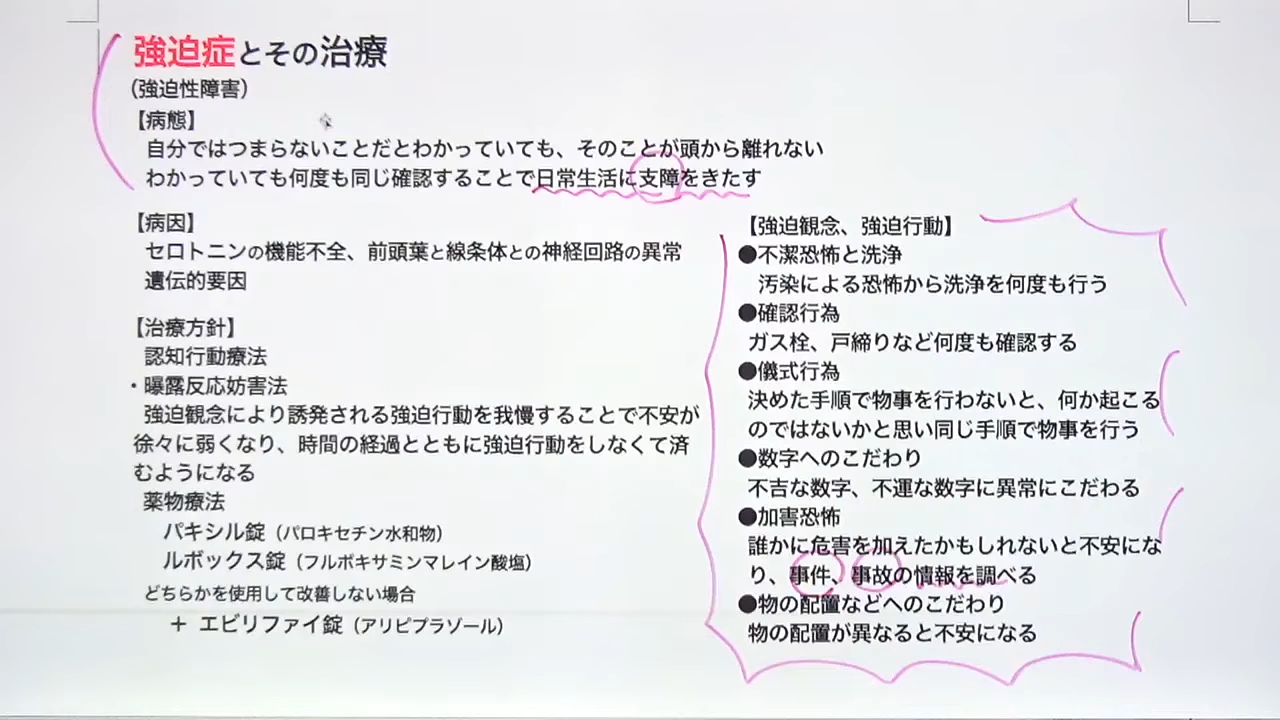 強迫症とその治療
（強迫性障害）
【病態】
自分ではつまらないことだとわかっていても、そのことが頭から離れない
わかっていても何度も同じ確認することで日常生活に支障をきたす
【病因】
セロトニンの機能不全、前頭葉と線条体との神経回路の異常
遺伝的要因
【治療方針】
認知行動療法
・曝露反応妨害法
強迫観念により誘発される強迫行動を我慢することで不安が
徐々に弱くなり、時間の経過とともに強迫行動をしなくて済
むようになる
薬物療法
パキシル錠（パロキセチン水和物）
ルボックス錠（フルボキサミンマレイン酸塩）
どちらかを使用して改善しない場合
＋ エビリファイ錠（アリピプラゾール）
【強迫観念、強迫行動】
●不潔恐怖と洗浄
汚染による恐怖から洗浄を何度も行う
●確認行為
ガス栓、戸締りなど何度も確認する
●儀式行為
決めた手順で物事を行わないと、何か起こる
のではないかと思い同じ手順で物事を行う
●数字へのこだわり
不吉な数字、不運な数字に異常にこだわる
●加害恐怖
誰かに危害を加えたかもしれないと不安にな
り、事件、事故の情報を調べる
●物の配置などへのこだわり
物の配置が異なると不安になる